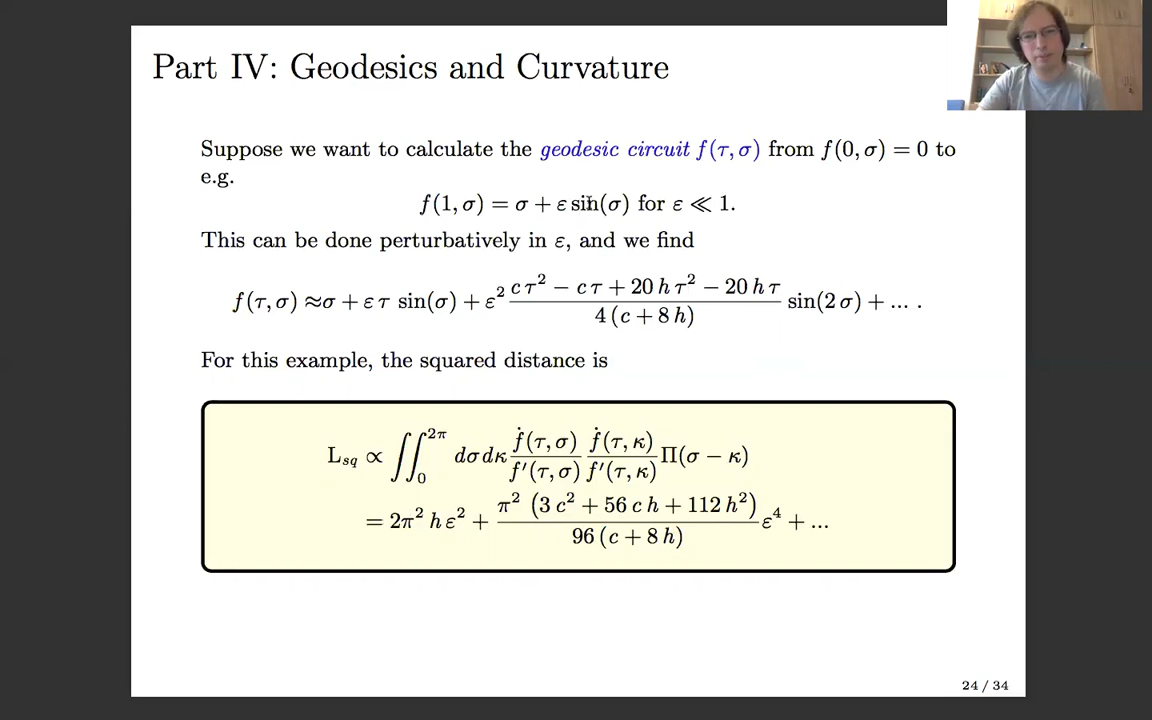 Part IV: Geodesics and Curvature
Suppose we want to calculate the geodesic circuit f(τ, σ) from f(0, σ) = 0 to
e.g.
f(1, σ) = σ + ε sin(σ) for ε ≪ 1.
This can be done perturbatively in ε, and we find
f(τ, σ) ≈σ + ε τ sin(σ) + ε² (c τ² − c τ + 20 h τ² − 20 h τ)/(4 (c + 8 h)) sin(2 σ) + ... .
For this example, the squared distance is
L_sq ∝ ∬₀^2π dσdκ ḟ(τ, σ)/f′(τ, σ) ḟ(τ, κ)/f′(τ, κ) Π(σ − κ)
= 2π² h ε² + π² (3 c² + 56 c h + 112 h²)/(96 (c + 8 h)) ε⁴ + ...
24 / 34